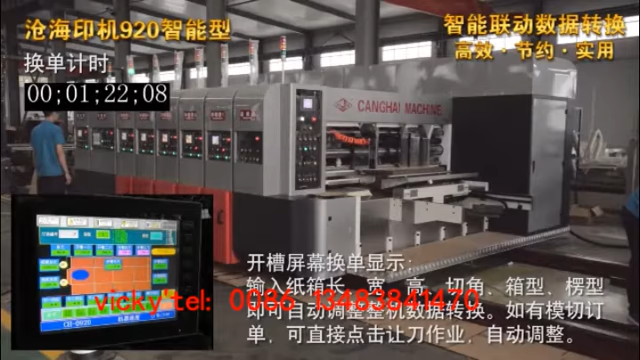 沧海印机920智能型
智能联动数据转换
高效·节约·实用
换单计时
00;01;22;08
CANGHAI MACHINE
开槽屏幕换单显示:
输入纸箱长、宽、高、切角、箱型、楞型
vicky tel: 0086 13483841470
即可自动调整整机数据转换。如有模切订
单，可直接点击让刀作业，自动调整。